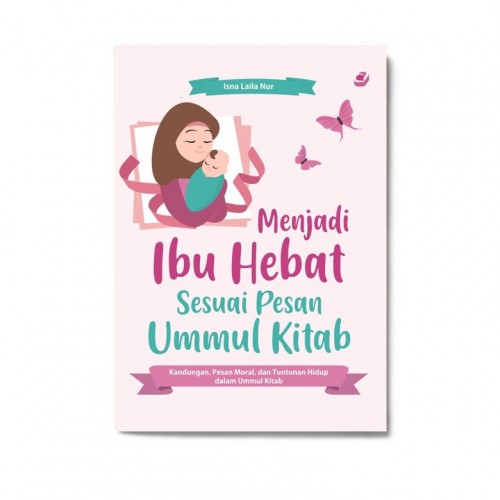 Isna Laila Nur
Menjadi
Ibu Hebat
Sesuai Pesan
Ummul Kitab
Kandungan, Pesan Moral, dan Tuntunan Hidup
dalam Ummul Kitab